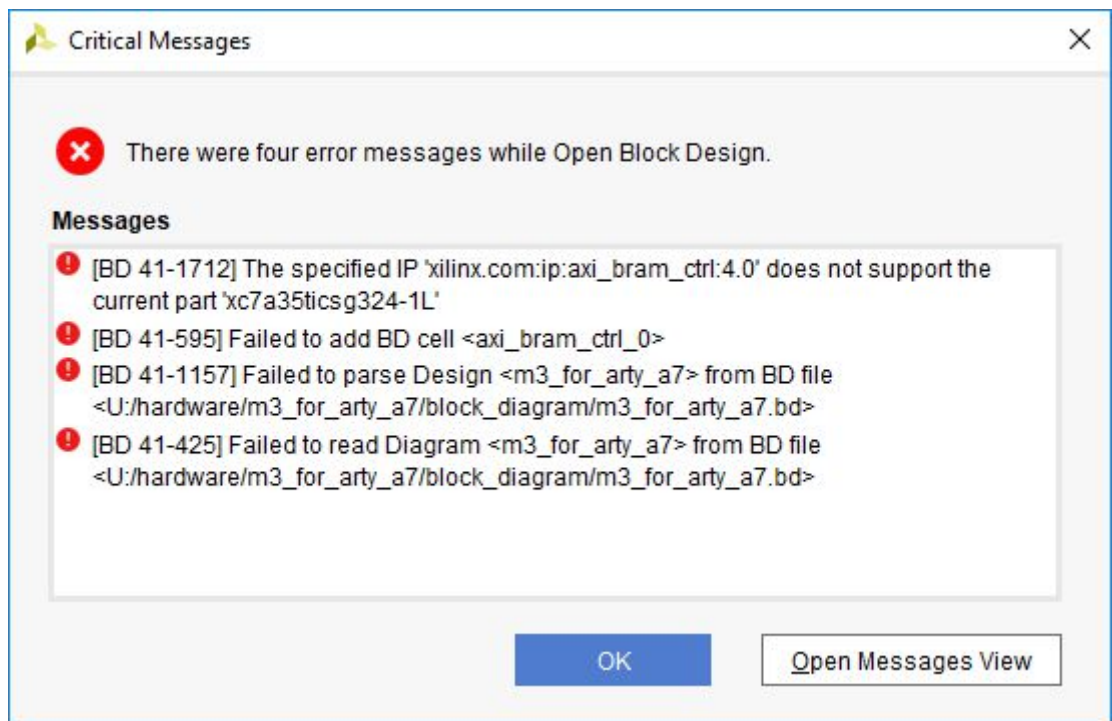 Critical Messages
There were four error messages while Open Block Design.
Messages
[BD 41-1712] The specified IP 'xilinx.com:ip:axi_bram_ctrl:4.0' does not support the
current part 'xc7a35ticsg324-1L'
[BD 41-595] Failed to add BD cell <axi_bram_ctrl_0>
[BD 41-1157] Failed to parse Design <m3_for_arty_a7> from BD file
<U:/hardware/m3_for_arty_a7/block_diagram/m3_for_arty_a7.bd>
[BD 41-425] Failed to read Diagram <m3_for_arty_a7> from BD file
<U:/hardware/m3_for_arty_a7/block_diagram/m3_for_arty_a7.bd>
OK
Open Messages View